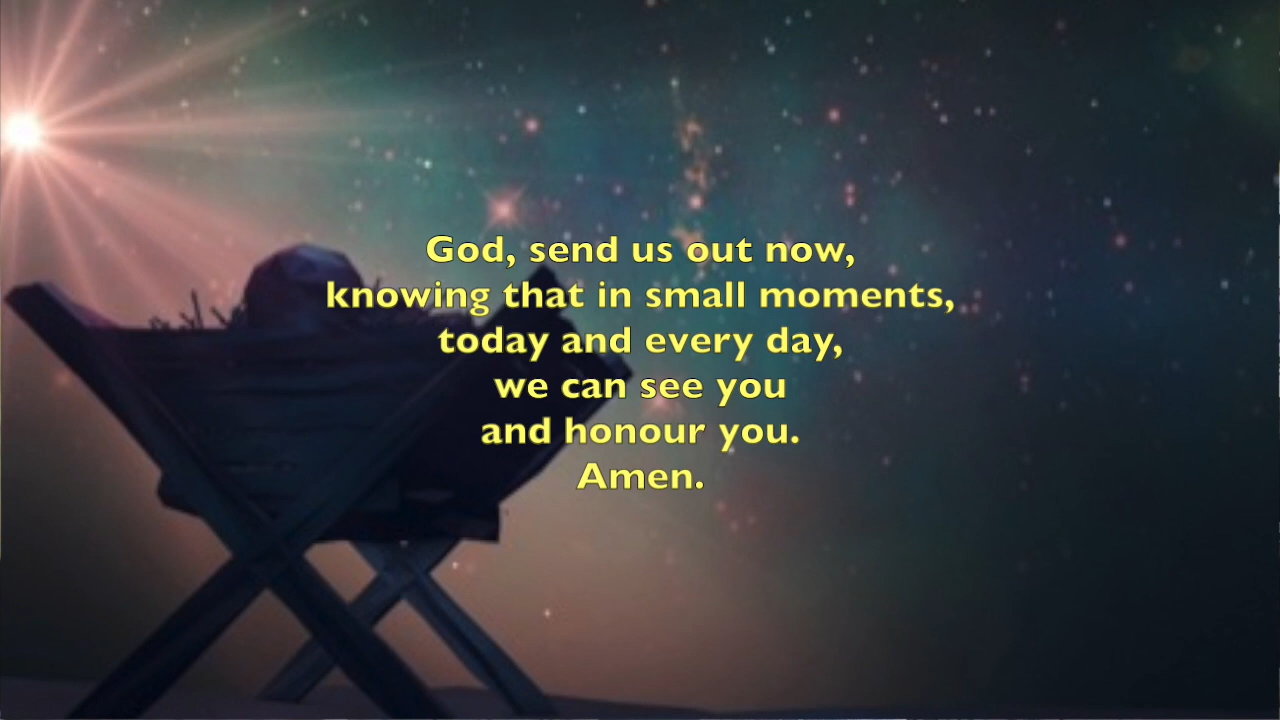 God, send us out now,
knowing that in small moments,
today and every day,
we can see you
and honour you.
Amen.